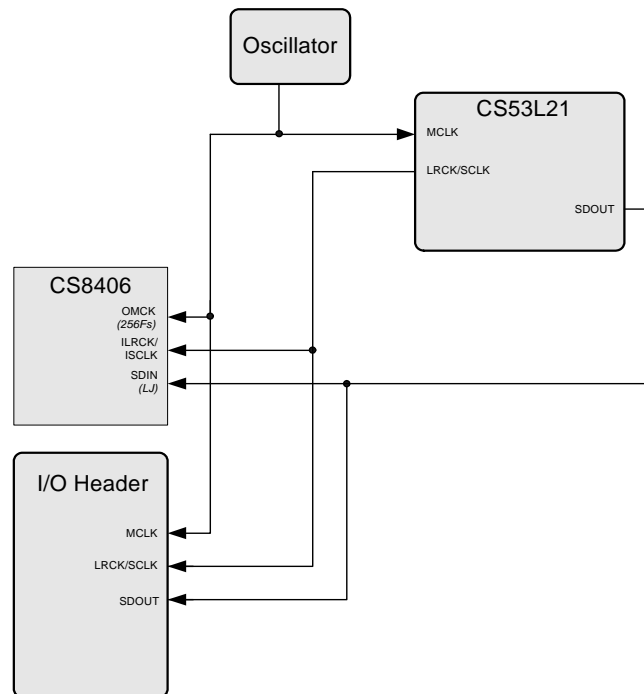 Oscillator
CS53L21
MCLK
LRCK/SCLK
SDOUT
CS8406
OMCK
(256Fs)
ILRCK/
ISCLK
SDIN
(LJ)
I/O Header
MCLK
LRCK/SCLK
SDOUT